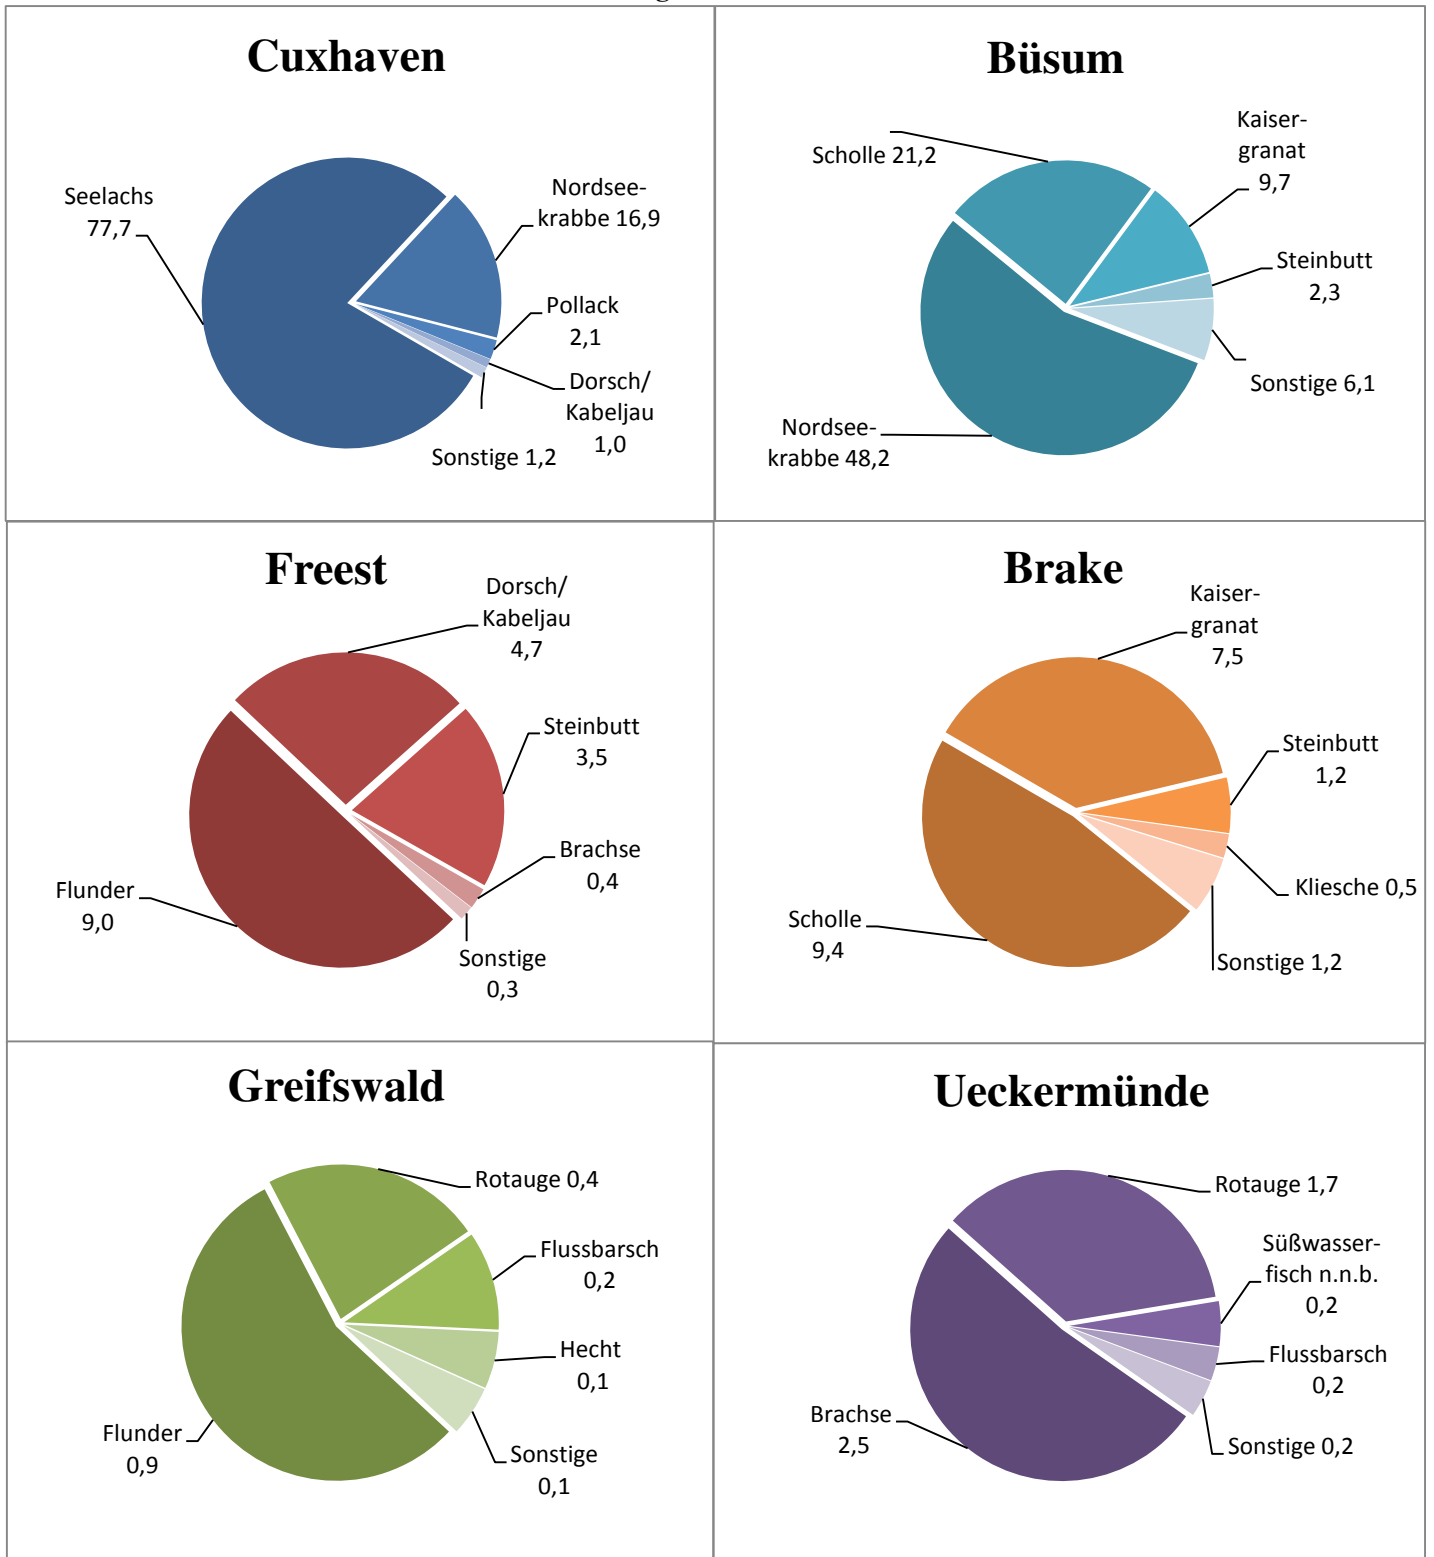 Cuxhaven
Seelachs
77,7
Nordsee-
krabbe 16,9
Pollack
2,1
Dorsch/
Kabeljau
1,0
Sonstige 1,2
Büsum
Scholle 21,2
Kaiser-
granat
9,7
Steinbutt
2,3
Sonstige 6,1
Nordsee-
krabbe 48,2
Freest
Dorsch/
Kabeljau
4,7
Steinbutt
3,5
Brachse
0,4
Sonstige
0,3
Flunder
9,0
Brake
Kaiser-
granat
7,5
Steinbutt
1,2
Kliesche 0,5
Sonstige 1,2
Scholle
9,4
Greifswald
Rotauge 0,4
Flussbarsch
0,2
Hecht
0,1
Sonstige
0,1
Flunder
0,9
Ueckermünde
Rotauge 1,7
Süßwasser-
fisch n.n.b.
0,2
Flussbarsch
0,2
Sonstige 0,2
Brachse
2,5